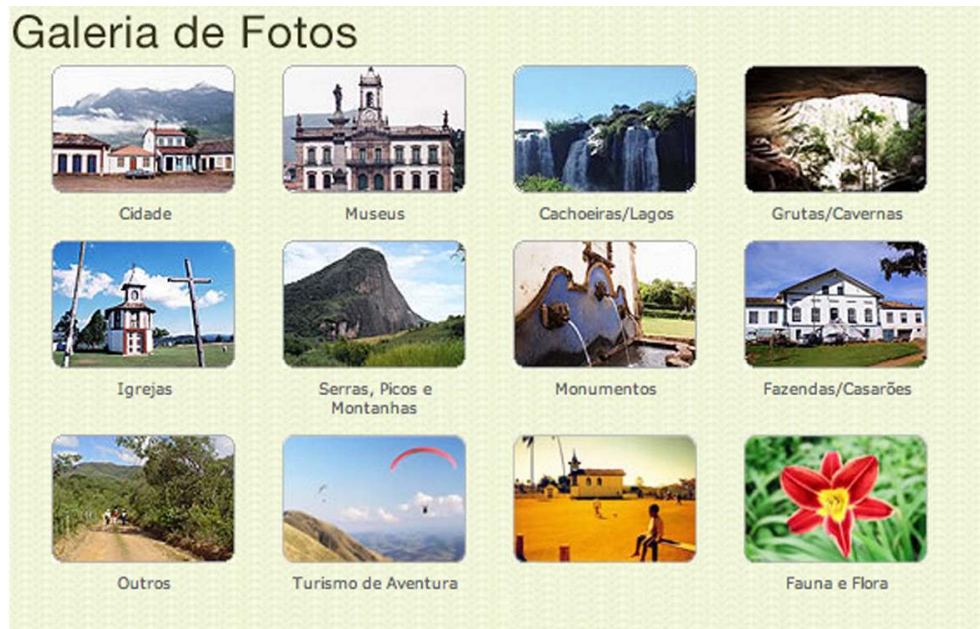 Galeria de Fotos
Cidade
Museus
Cachoeiras/Lagos
Grutas/Cavernas
Igrejas
Serras, Picos e
Montanhas
Monumentos
Fazendas/Casarões
Outros
Turismo de Aventura
Fauna e Flora